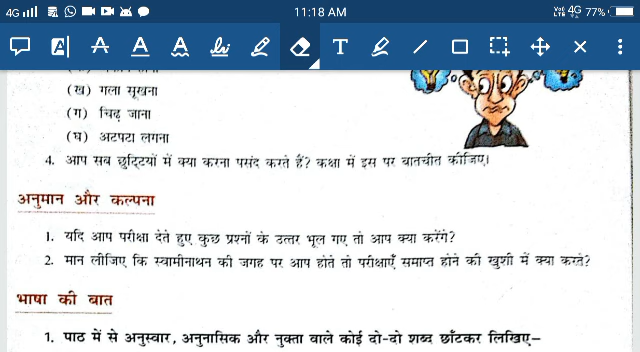 4G
11:18 AM
4G 77%
A A A A T
(ख) गला सूखना
(ग) चिढ़ जाना
(घ) अटपटा लगना
4. आप सब छुट्टियों में क्या करना पसंद करते हैं? कक्षा में इस पर बातचीत कीजिए।
अनुमान और कल्पना
1. यदि आप परीक्षा देते हुए कुछ प्रश्नों के उत्तर भूल गए तो आप क्या करेंगे?
2. मान लीजिए कि स्वामीनाथन की जगह पर आप होते तो परीक्षाएँ समाप्त होने की खुशी में क्या करते?
भाषा की बात
1. पाठ में से अनुस्वार, अनुनासिक और नुक्ता वाले कोई दो-दो शब्द छाँटकर लिखिए–